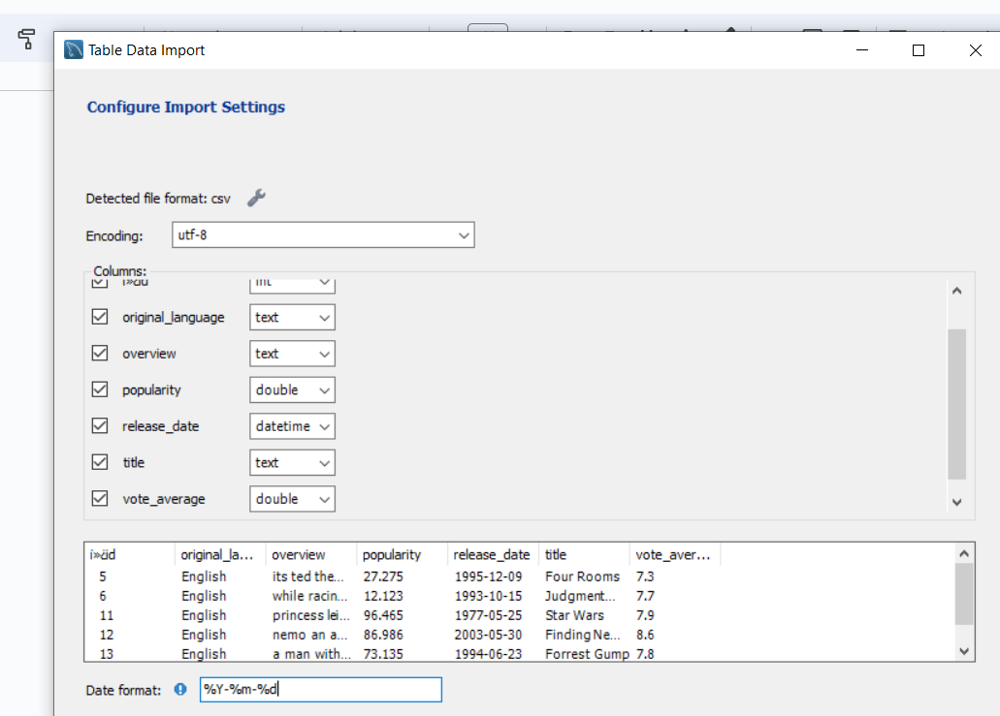 Table Data Import
Configure Import Settings
Detected file format: csv
Encoding: utf-8
Columns:
int
original_language text
overview text
popularity double
release_date datetime
title text
vote_average double
original_la... overview popularity release_date title vote_aver...
5 English its ted the... 27.275 1995-12-09 Four Rooms 7.3
6 English while racin... 12.123 1993-10-15 Judgment... 7.7
11 English princess lei... 96.465 1977-05-25 Star Wars 7.9
12 English nemo an a... 86.986 2003-05-30 Finding Ne... 8.6
13 English a man with... 73.135 1994-06-23 Forrest Gump 7.8
Date format: %Y-%m-%d